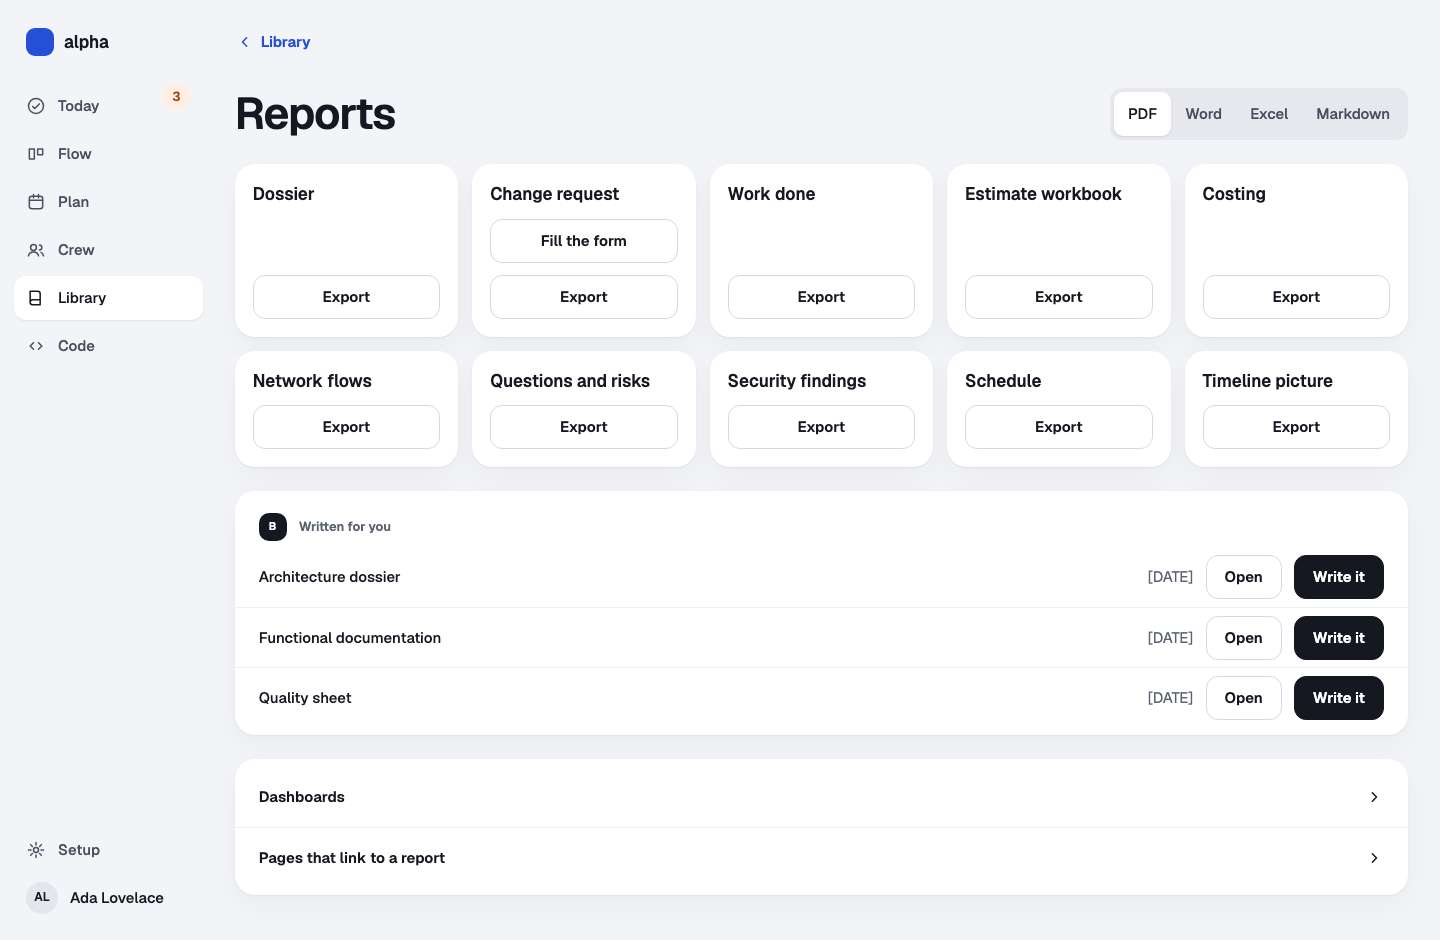 alpha
Library
Today
3
Flow
Plan
Crew
Library
Code
Setup
AL
Ada Lovelace
Reports
PDF Word Excel Markdown
Dossier
Export
Change request
Fill the form
Export
Work done
Export
Estimate workbook
Export
Costing
Export
Network flows
Export
Questions and risks
Export
Security findings
Export
Schedule
Export
Timeline picture
Export
B Written for you
Architecture dossier [DATE] Open Write it
Functional documentation [DATE] Open Write it
Quality sheet [DATE] Open Write it
Dashboards
Pages that link to a report